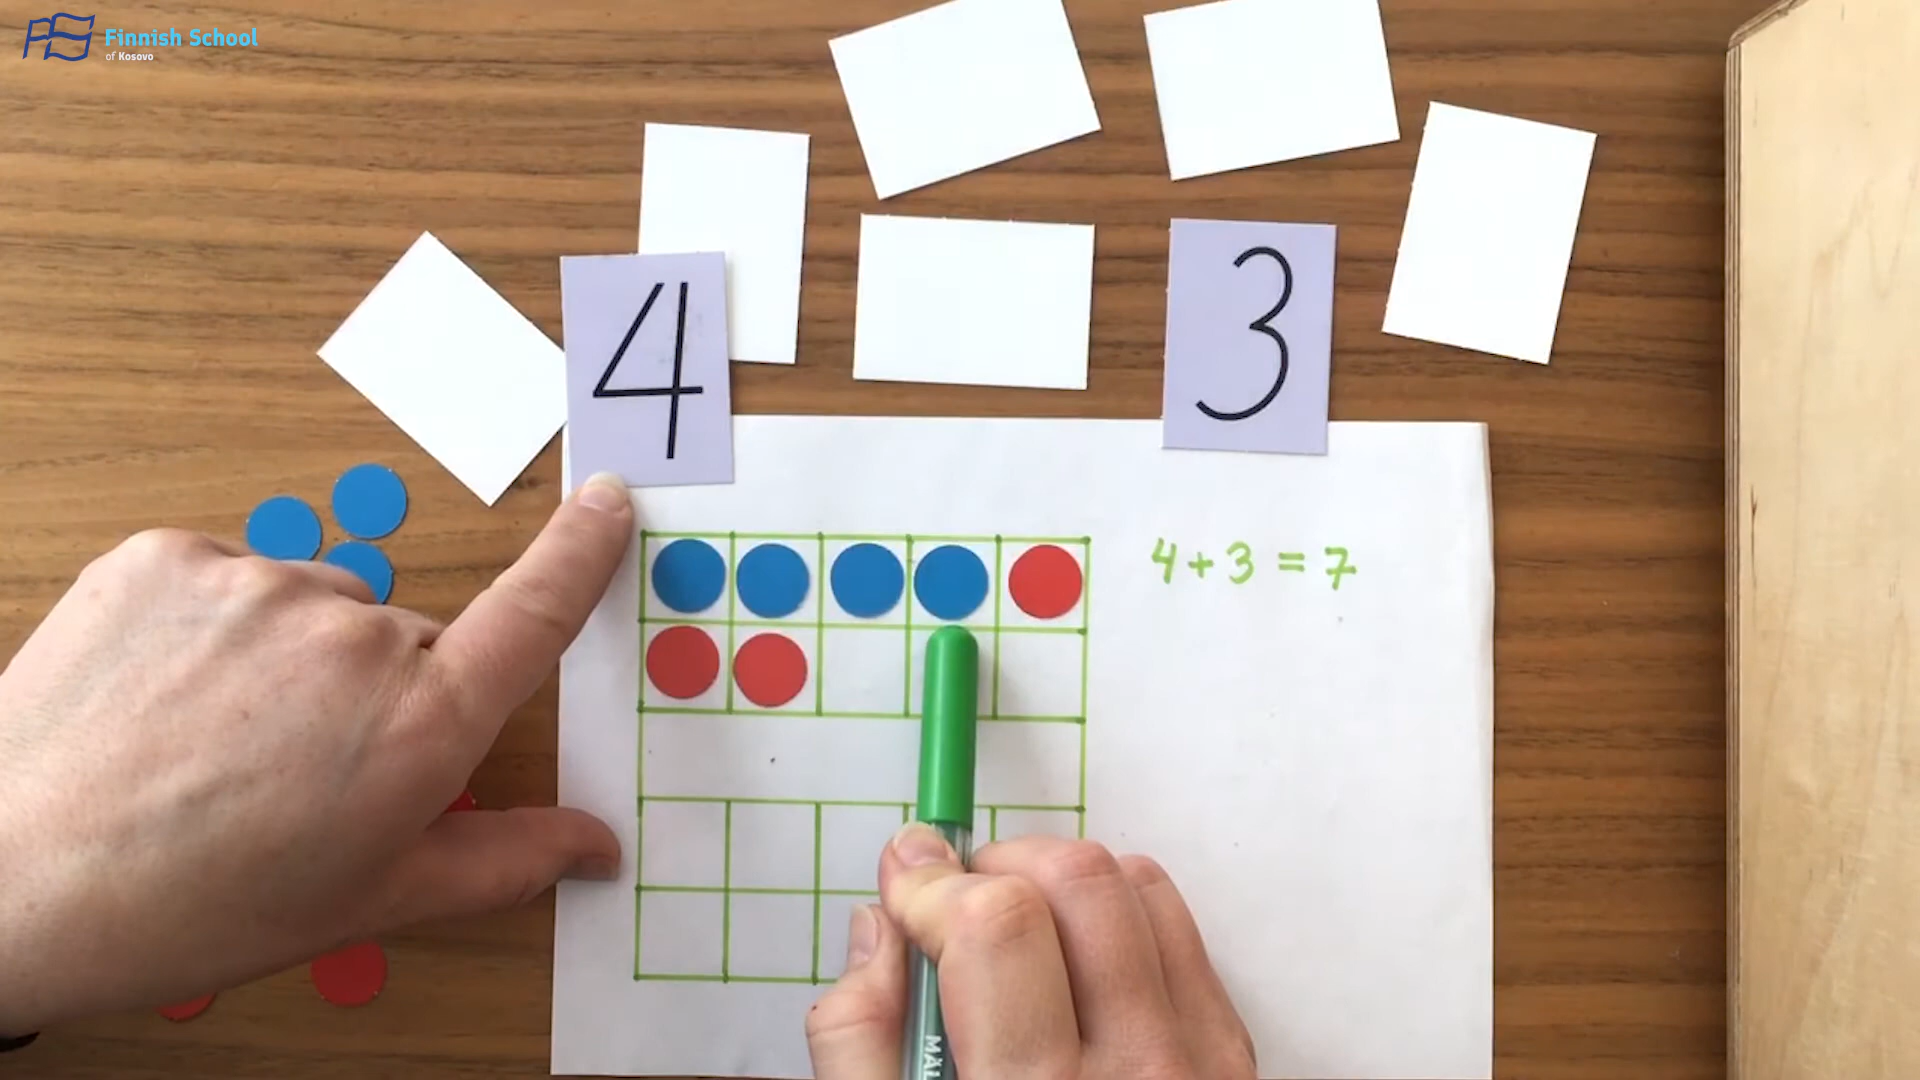 Finnish School
of Kosovo
4
3
4 + 3 = 7